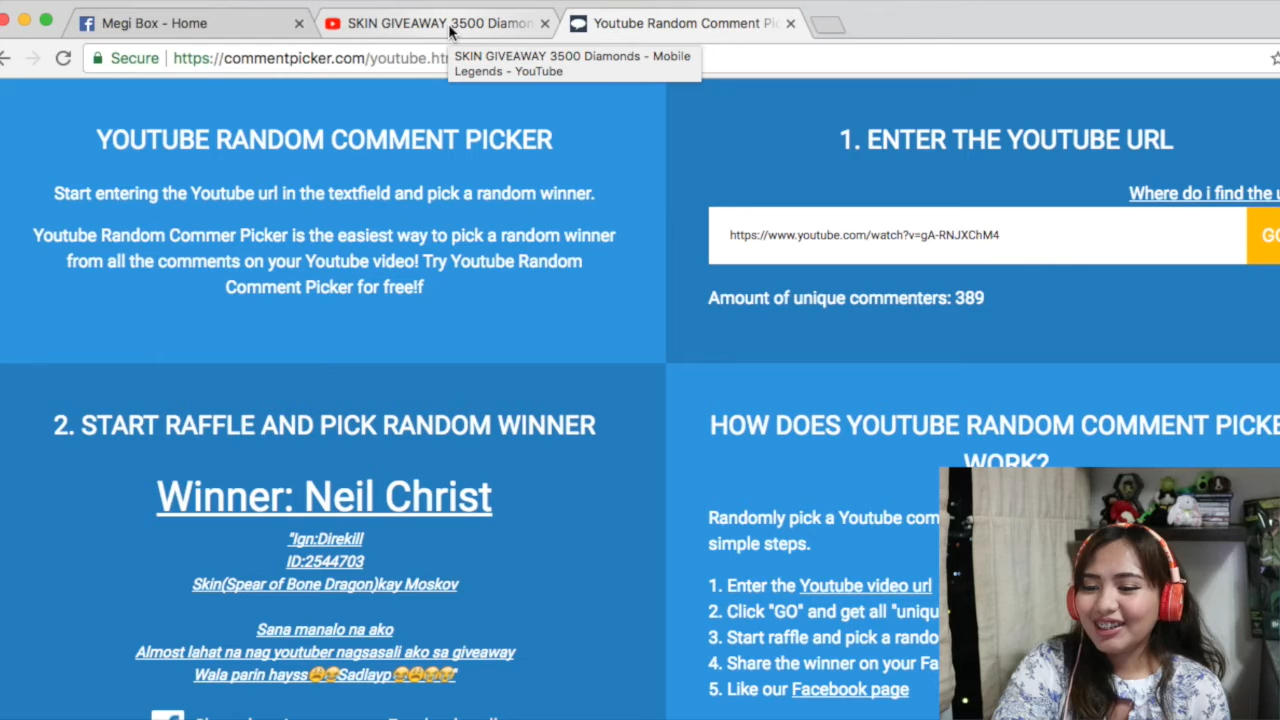 Megi Box - Home
SKIN GIVEAWAY 3500 Diamon
Youtube Random Comment Pic
Secure
https://commentpicker.com/youtube.htm
SKIN GIVEAWAY 3500 Diamonds - Mobile
Legends - YouTube
YOUTUBE RANDOM COMMENT PICKER
Start entering the Youtube url in the textfield and pick a random winner.
Youtube Random Commer Picker is the easiest way to pick a random winner
from all the comments on your Youtube video! Try Youtube Random
Comment Picker for free!f
1. ENTER THE YOUTUBE URL
Where do i find the u
https://www.youtube.com/watch?v=gA-RNJXChM4
GO
Amount of unique commenters: 389
2. START RAFFLE AND PICK RANDOM WINNER
Winner: Neil Christ
"Ign:Direkill
ID:2544703
Skin(Spear of Bone Dragon)kay Moskov
Sana manalo na ako
Almost lahat na nag youtuber nagsasali ako sa giveaway
Wala parin hayss😩😂Sadlayp😂😩😭😭"
HOW DOES YOUTUBE RANDOM COMMENT PICKE
WORK?
Randomly pick a Youtube com
simple steps.
1. Enter the Youtube video url
2. Click "GO" and get all "uniqu
3. Start raffle and pick a rando
4. Share the winner on your Fa
5. Like our Facebook page